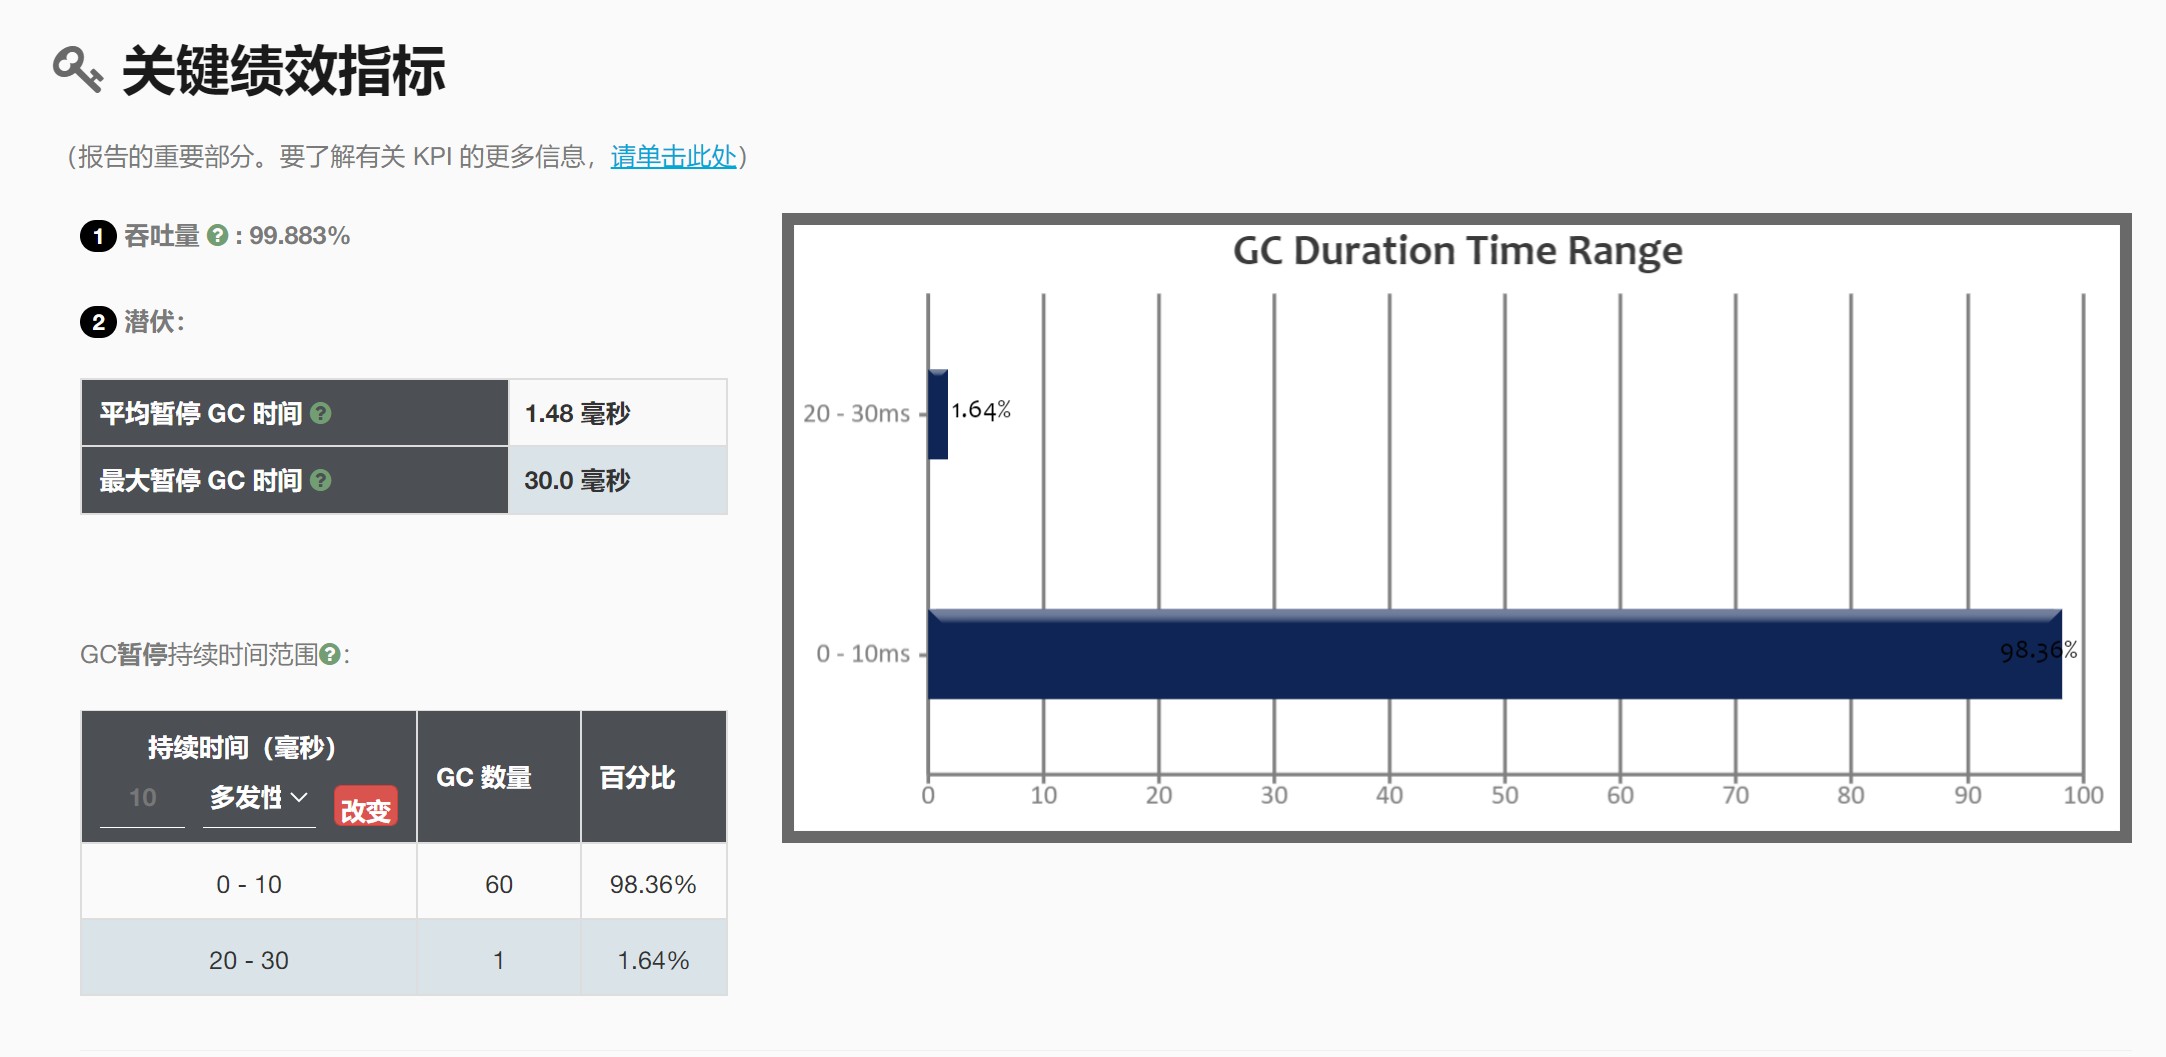 关键绩效指标
(报告的重要部分。要了解有关 KPI 的更多信息，请单击此处)
1 吞吐量 ? : 99.883%
2 潜伏：
平均暂停 GC 时间 ? 1.48 毫秒
最大暂停 GC 时间 ? 30.0 毫秒
GC暂停持续时间范围?:
持续时间（毫秒）
10 多发性 改变
GC 数量
百分比
0 - 10 60 98.36%
20 - 30 1 1.64%
GC Duration Time Range
20 - 30ms 1.64%
0 - 10ms 98.36%
0 10 20 30 40 50 60 70 80 90 100